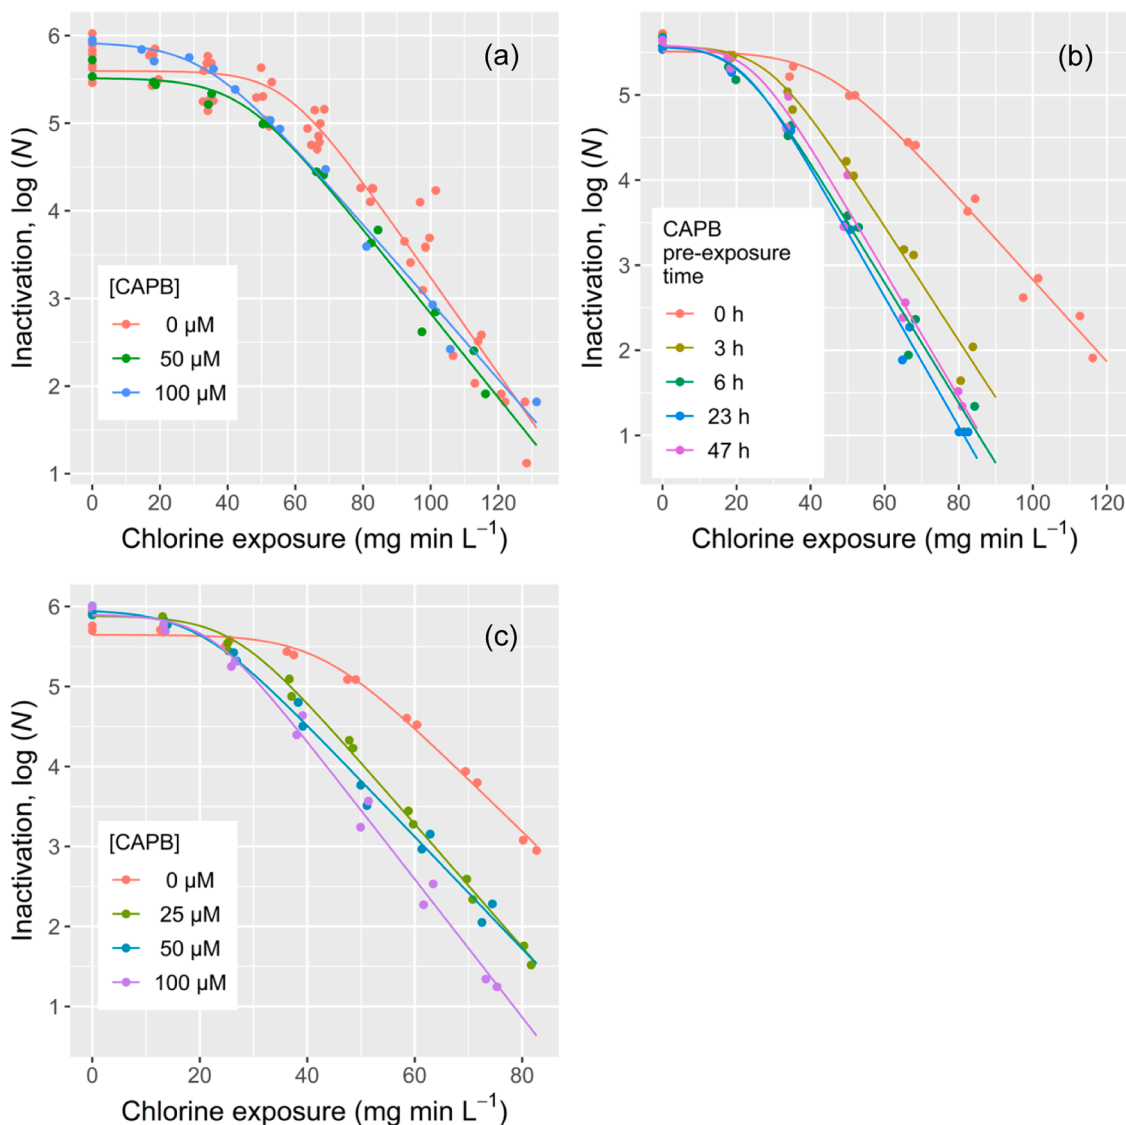 (a)
Inactivation, log (N)
6
5
4
3
2
1
[CAPB]
0 µM
50 µM
100 µM
0 20 40 60 80 100 120
Chlorine exposure (mg min L⁻¹)
(b)
Inactivation, log (N)
5
4
3
2
1
CAPB
pre-exposure
time
0 h
3 h
6 h
23 h
47 h
0 20 40 60 80 100 120
Chlorine exposure (mg min L⁻¹)
(c)
Inactivation, log (N)
6
5
4
3
2
1
[CAPB]
0 µM
25 µM
50 µM
100 µM
0 20 40 60 80
Chlorine exposure (mg min L⁻¹)